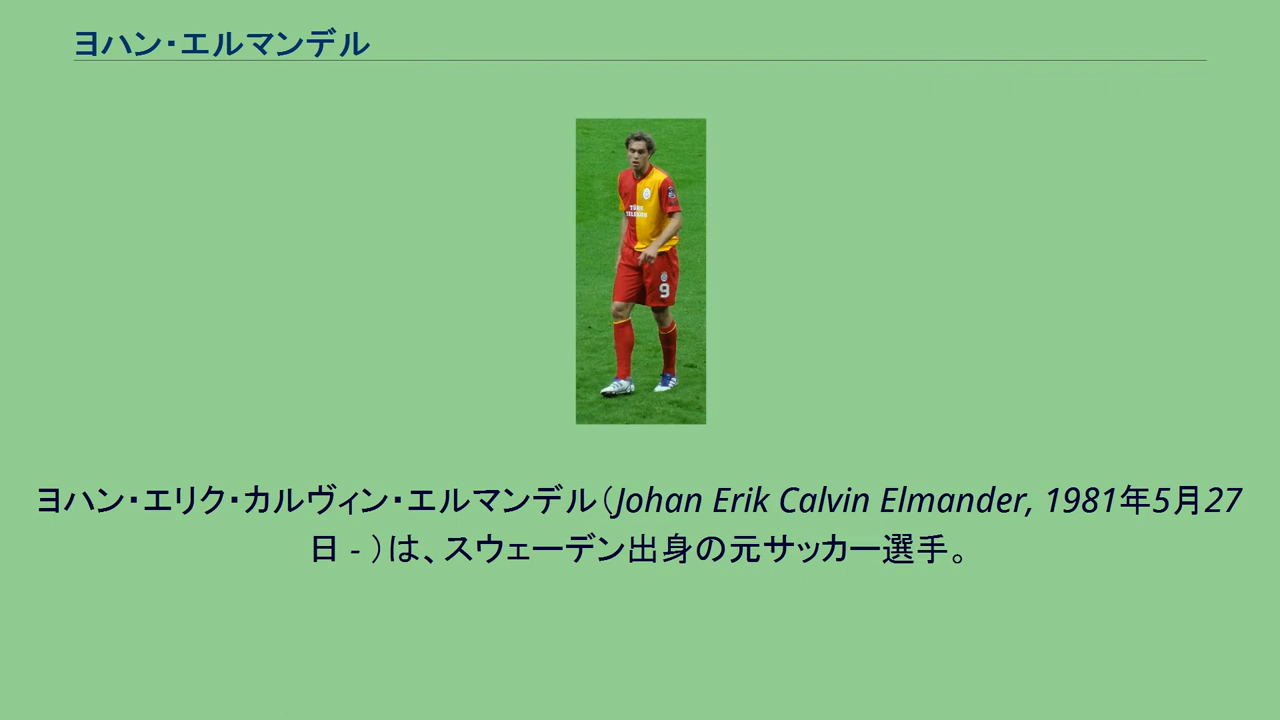 ヨハン・エルマンデル
TÜRK
TELEKOM
9
ヨハン・エリク・カルヴィン・エルマンデル（Johan Erik Calvin Elmander, 1981年5月27
日 - ）は、スウェーデン出身の元サッカー選手。